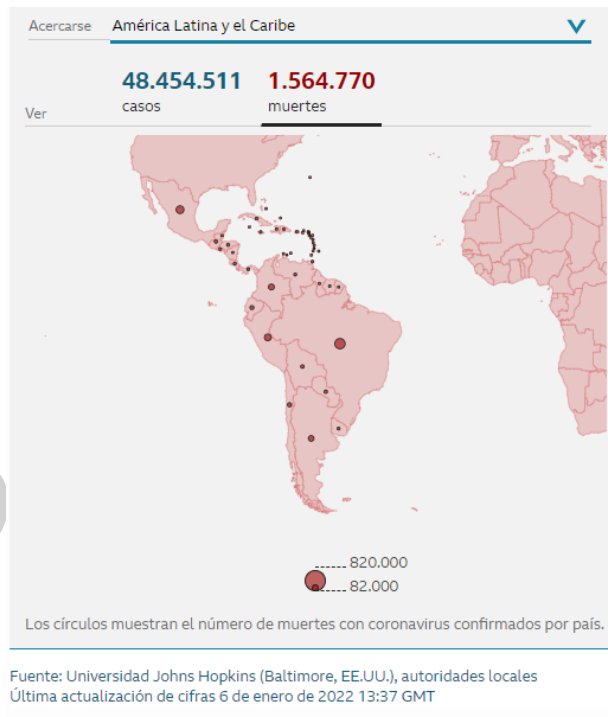 Acercarse América Latina y el Caribe
48.454.511 1.564.770
Ver casos muertes
820.000
82.000
Los círculos muestran el número de muertes con coronavirus confirmados por país.
Fuente: Universidad Johns Hopkins (Baltimore, EE.UU.), autoridades locales
Última actualización de cifras 6 de enero de 2022 13:37 GMT